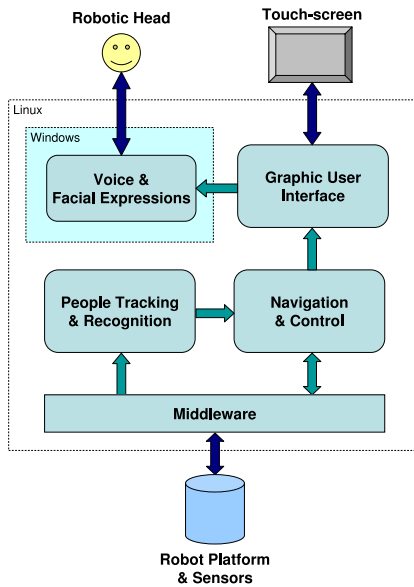 Robotic Head
Touch-screen
Linux
Windows
Voice &
Facial Expressions
Graphic User
Interface
People Tracking
& Recognition
Navigation
& Control
Middleware
Robot Platform
& Sensors